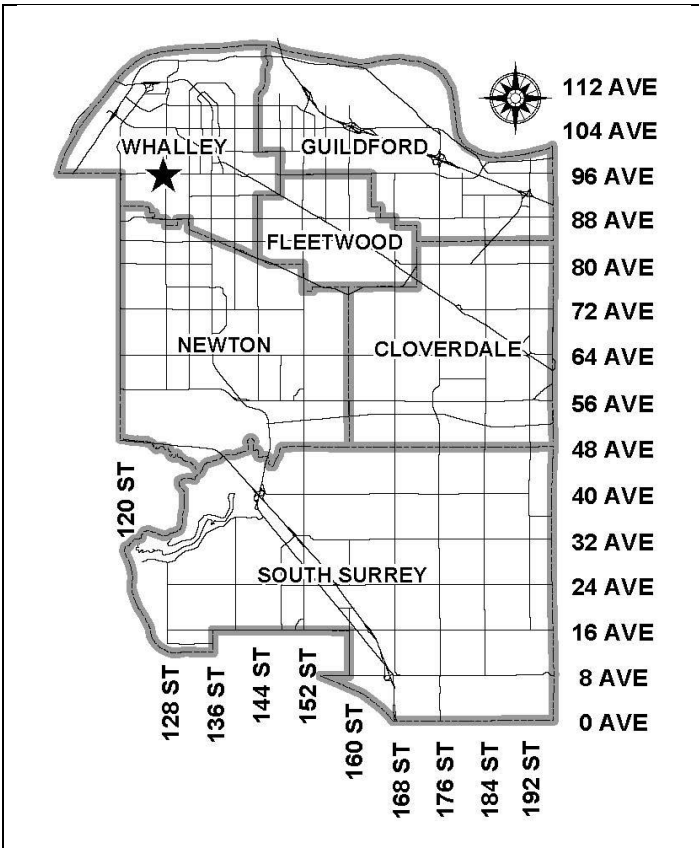 112 AVE
104 AVE
WHALLEY
GUILDFORD
96 AVE
88 AVE
FLEETWOOD
80 AVE
72 AVE
NEWTON
CLOVERDALE
64 AVE
56 AVE
48 AVE
120 ST
40 AVE
32 AVE
SOUTH SURREY
24 AVE
16 AVE
8 AVE
0 AVE
128 ST
136 ST
144 ST
152 ST
160 ST
168 ST
176 ST
184 ST
192 ST